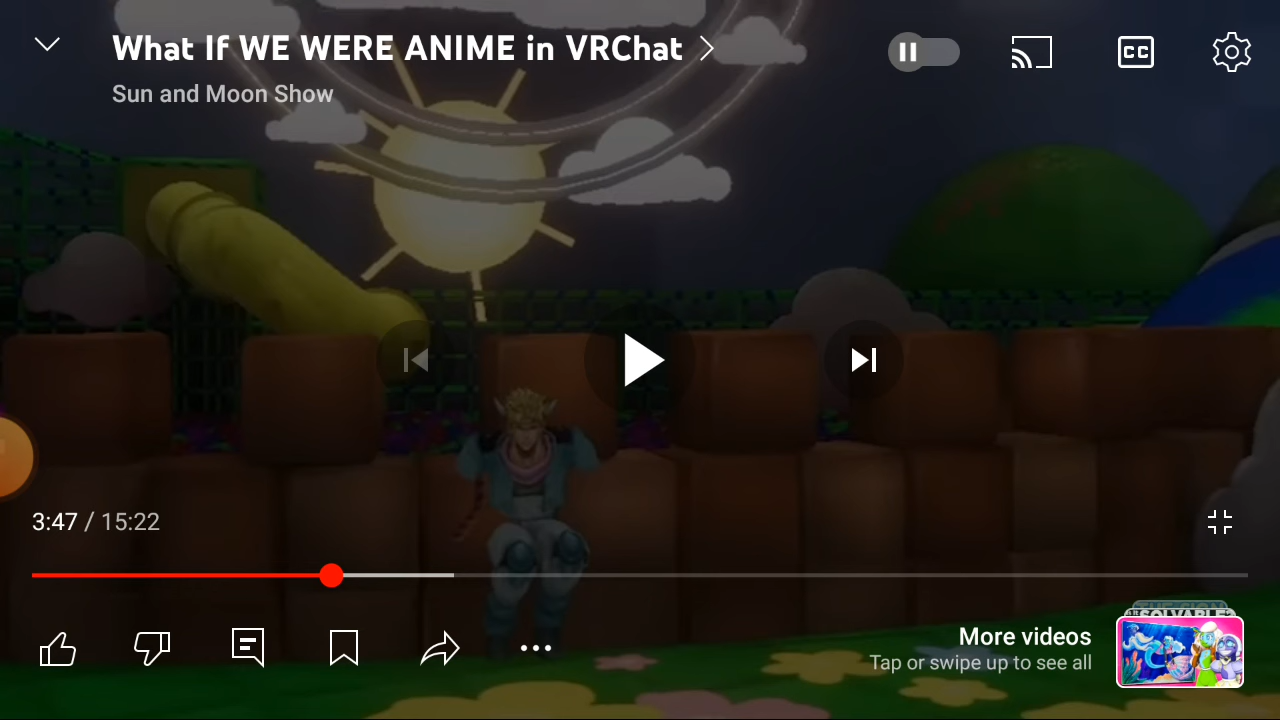 What If WE WERE ANIME in VRChat
Sun and Moon Show
CC
3:47 / 15:22
More videos
Tap or swipe up to see all
SOLVABLE?